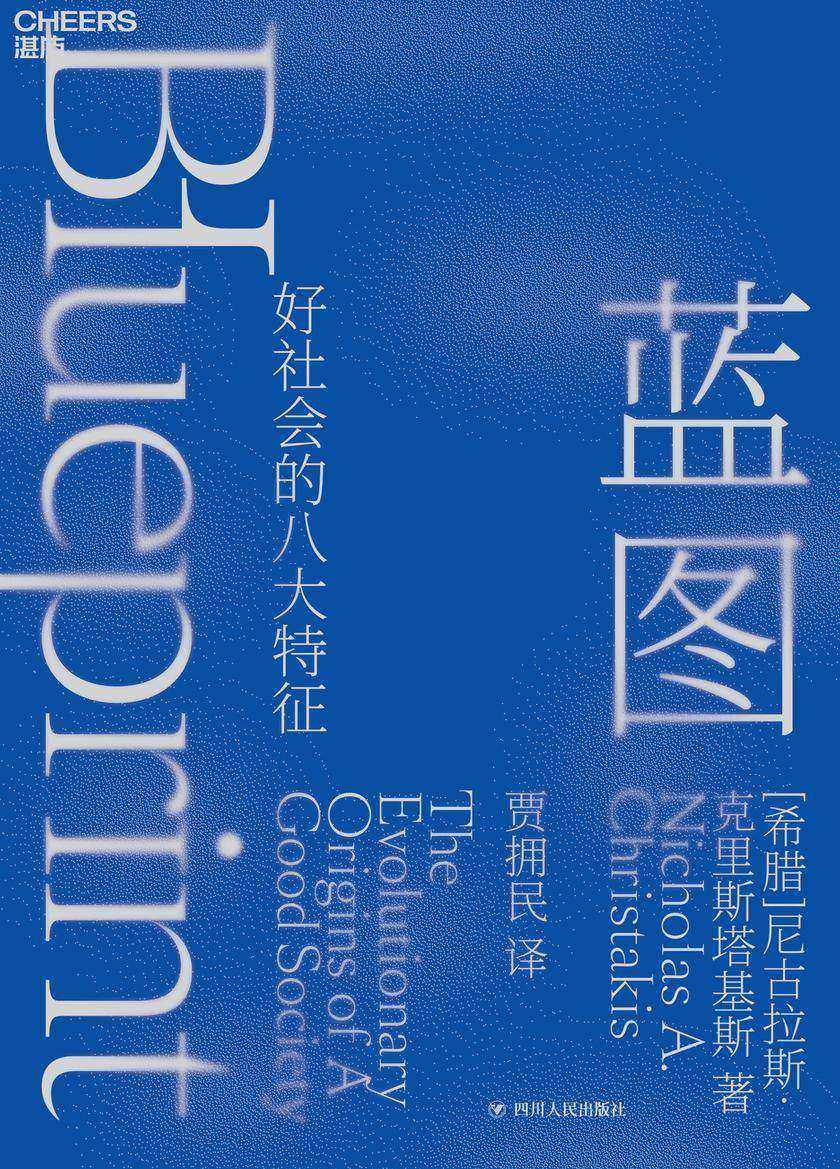 CHEERS
湛庐
Blueprint
蓝图
好社会的八大特征
The
Evolutionary
Origins of A
Good Society
[希腊]尼古拉斯·
克里斯塔基斯 著
Nicholas A.
Christakis
贾拥民 译
四川人民出版社